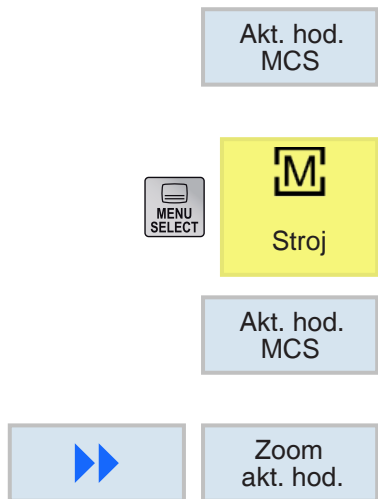 Akt. hod.
MCS
M
MENU
SELECT
Stroj
Akt. hod.
MCS
Zoom
akt. hod.